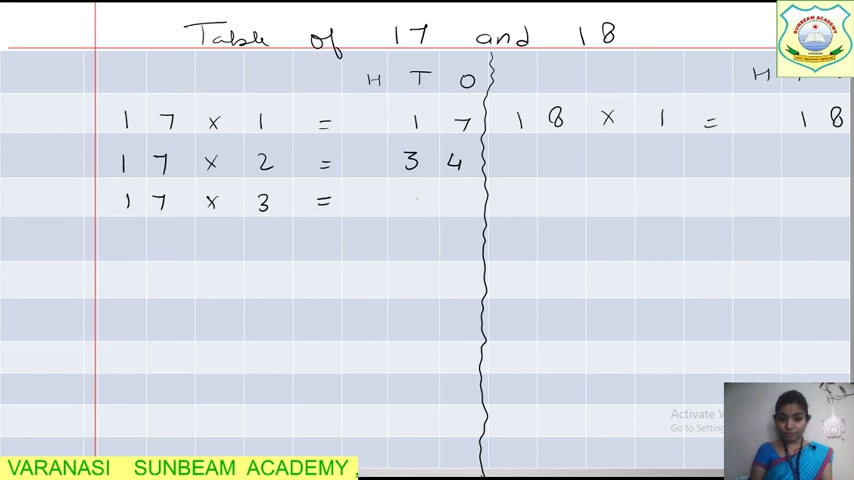 Table of 17 and 18
H T O
H
17 x 1 = 17
18 x 1 = 18
17 x 2 = 34
17 x 3 =
SUNBEAM ACADEMY
VARANASI
Activate W
Go to Setting
VARANASI SUNBEAM ACADEMY ,